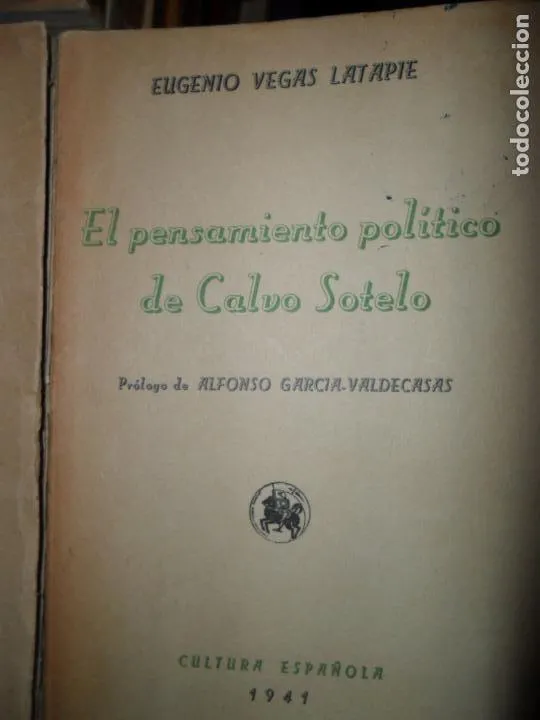 EUGENIO VEGAS LATAPIE
El pensamiento político
de Calvo Sotelo
Prólogo de ALFONSO GARCIA-VALDECASAS
CULTURA ESPAÑOLA
1941
todocoleccion